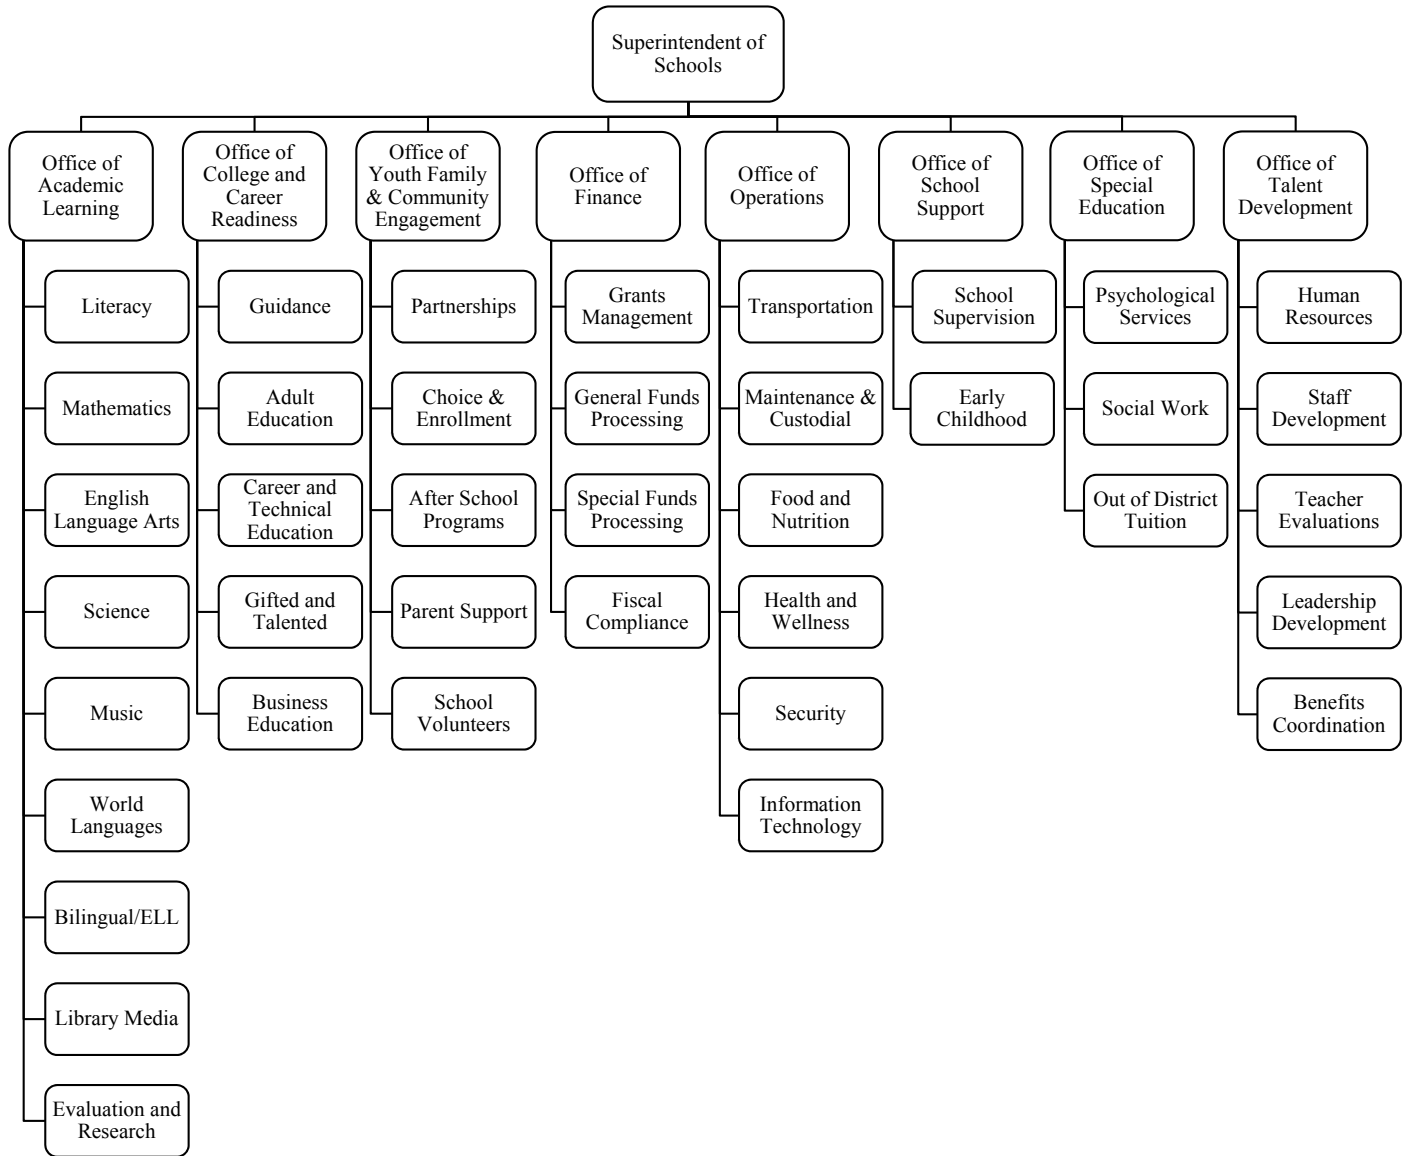 Superintendent of
Schools
Office of
Academic
Learning
Office of
College and
Career
Readiness
Office of
Youth Family
& Community
Engagement
Office of
Finance
Office of
Operations
Office of
School
Support
Office of
Special
Education
Office of
Talent
Development
Literacy
Mathematics
English
Language Arts
Science
Music
World
Languages
Bilingual/ELL
Library Media
Evaluation and
Research
Guidance
Adult
Education
Career and
Technical
Education
Gifted and
Talented
Business
Education
Partnerships
Choice &
Enrollment
After School
Programs
Parent Support
School
Volunteers
Grants
Management
General Funds
Processing
Special Funds
Processing
Fiscal
Compliance
Transportation
Maintenance &
Custodial
Food and
Nutrition
Health and
Wellness
Security
Information
Technology
School
Supervision
Early
Childhood
Psychological
Services
Social Work
Out of District
Tuition
Human
Resources
Staff
Development
Teacher
Evaluations
Leadership
Development
Benefits
Coordination